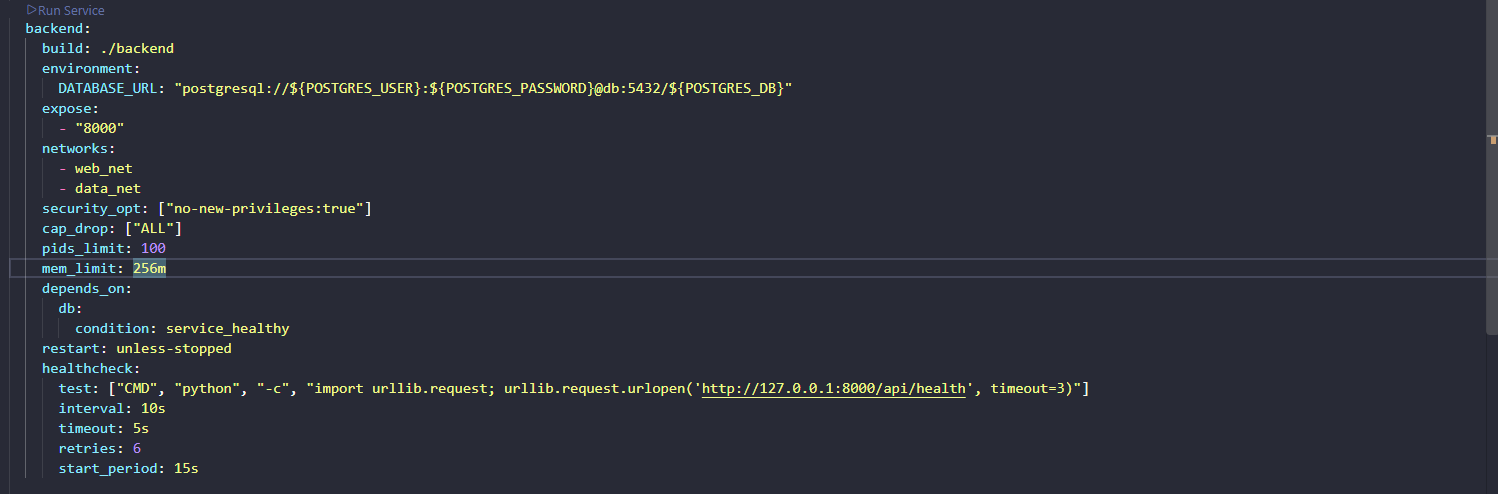 ▷Run Service
backend:
  build: ./backend
  environment:
    DATABASE_URL: "postgresql://${POSTGRES_USER}:${POSTGRES_PASSWORD}@db:5432/${POSTGRES_DB}"
  expose:
    - "8000"
  networks:
    - web_net
    - data_net
  security_opt: ["no-new-privileges:true"]
  cap_drop: ["ALL"]
  pids_limit: 100
  mem_limit: 256m
  depends_on:
    db:
      condition: service_healthy
  restart: unless-stopped
  healthcheck:
    test: ["CMD", "python", "-c", "import urllib.request; urllib.request.urlopen('http://127.0.0.1:8000/api/health', timeout=3)"]
    interval: 10s
    timeout: 5s
    retries: 6
    start_period: 15s